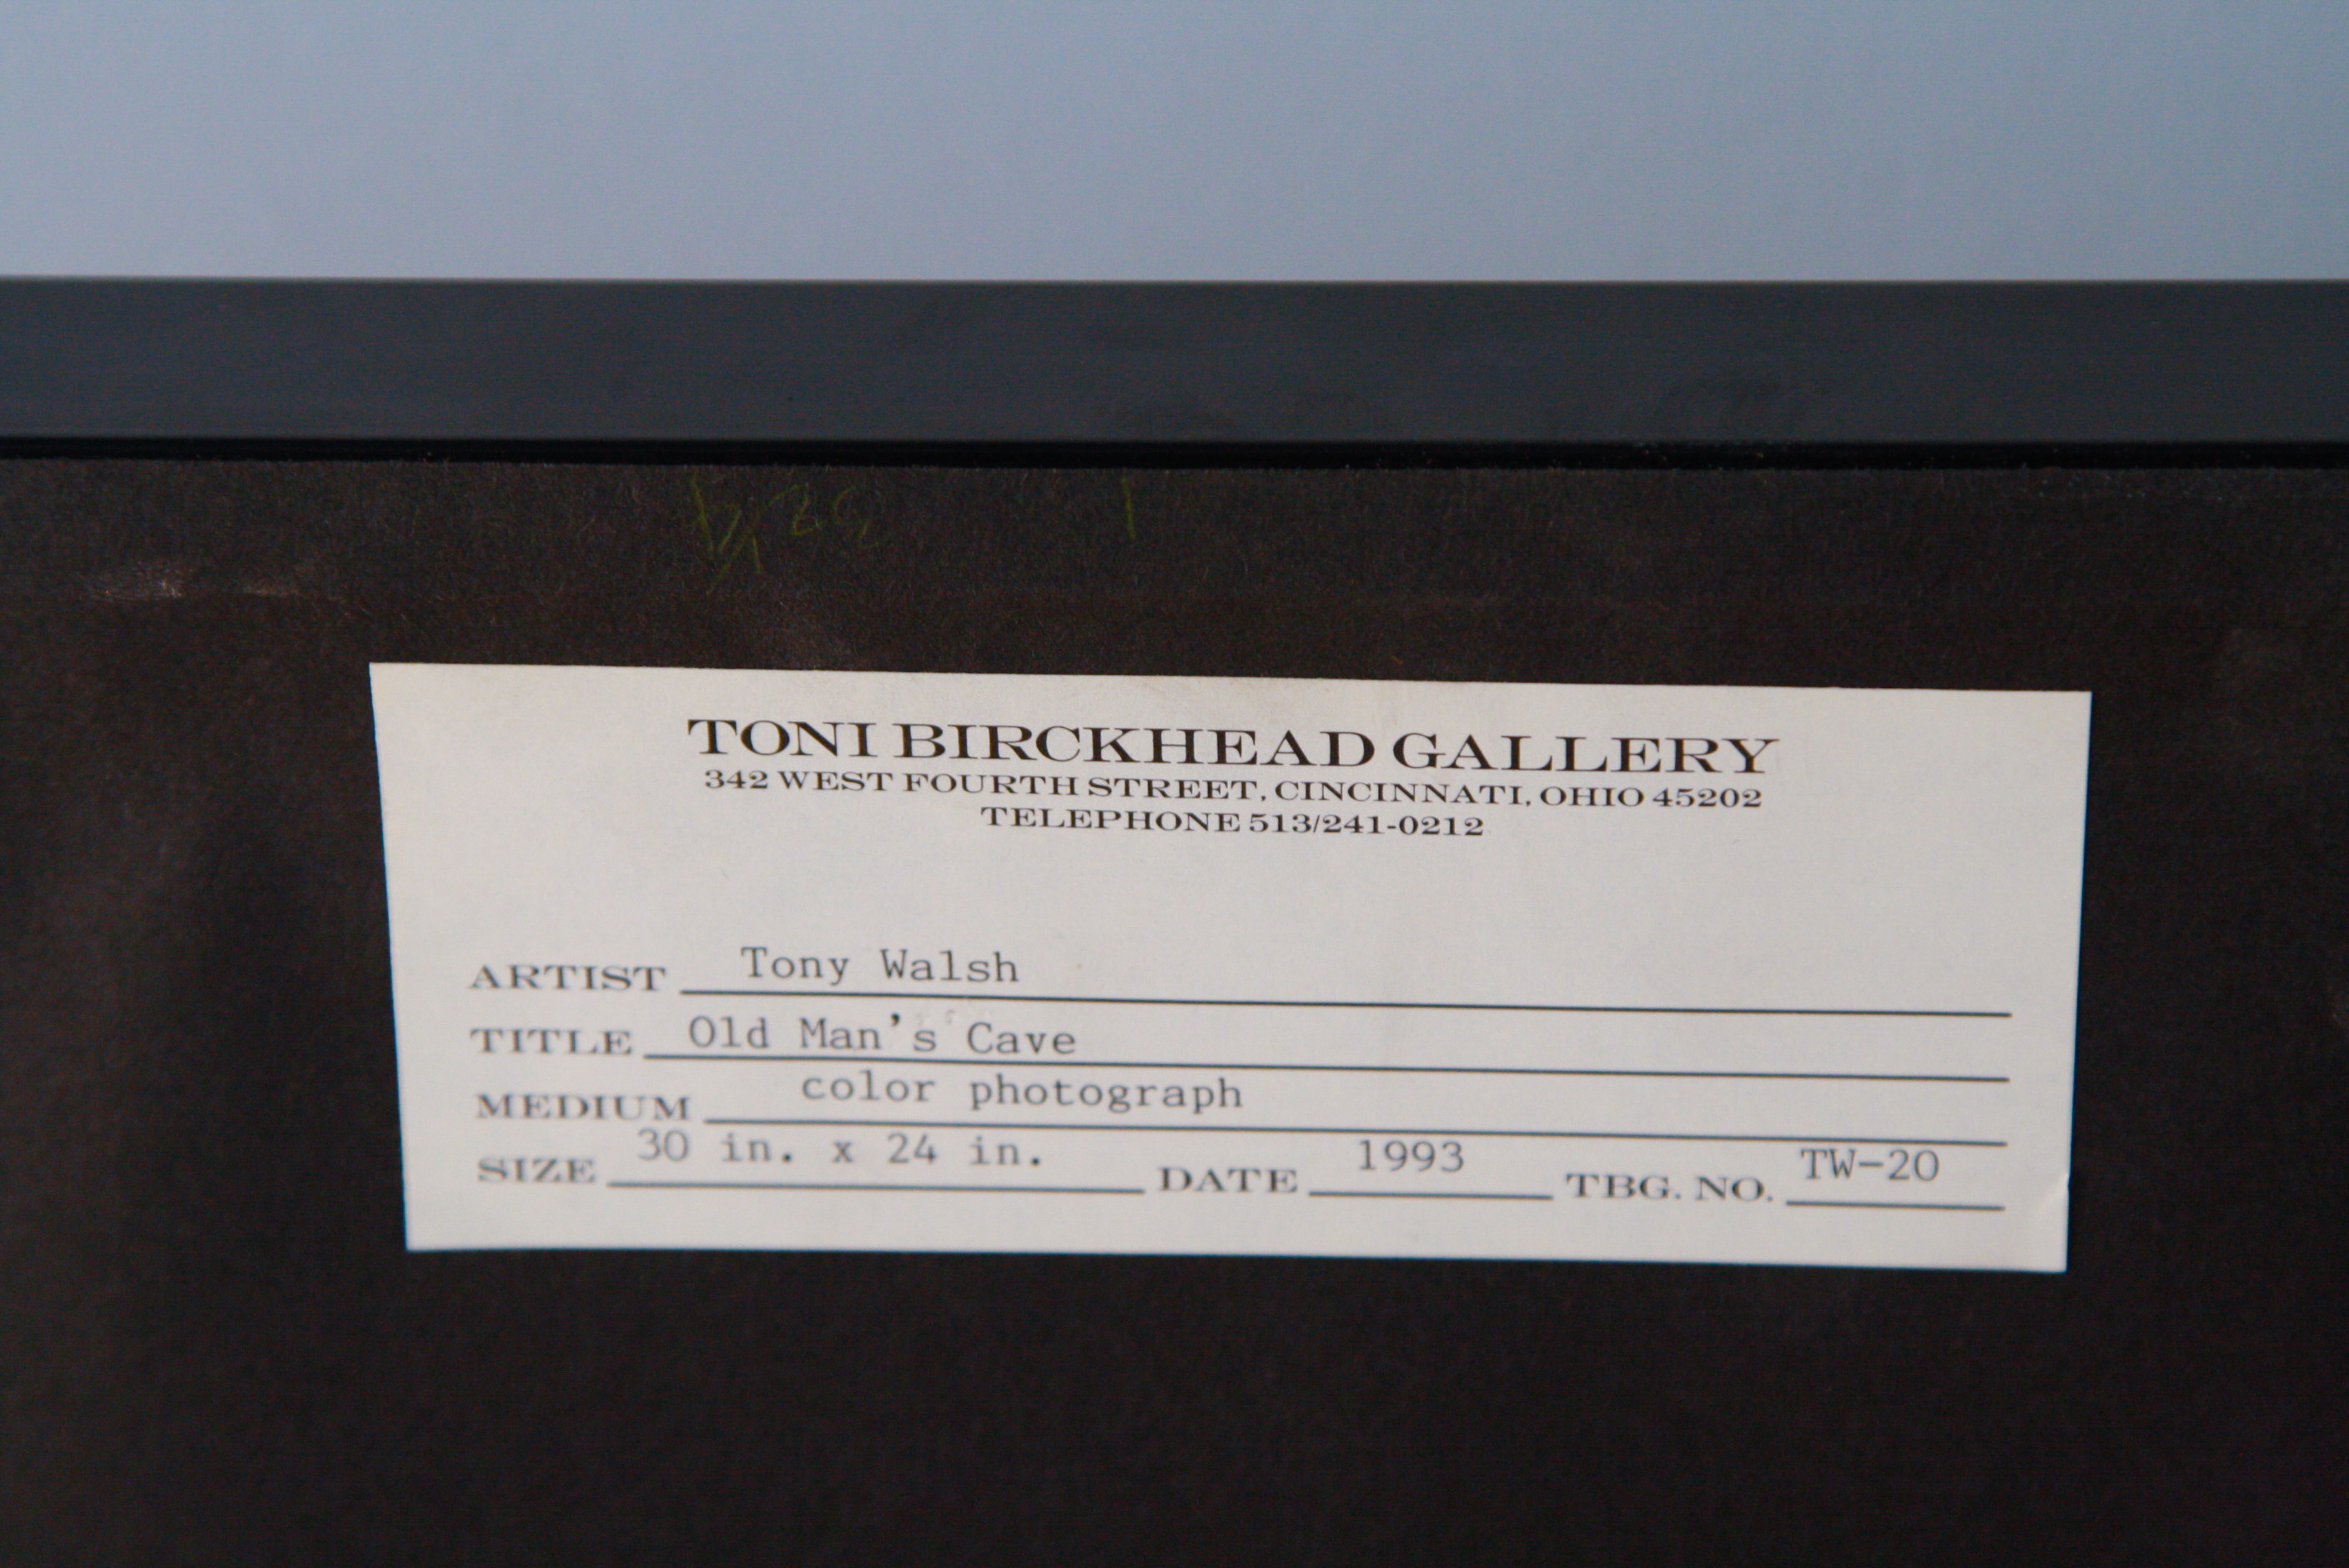 TONI BIRCKHEAD GALLERY
342 WEST FOURTH STREET, CINCINNATI, OHIO 45202
TELEPHONE 513/241-0212
ARTIST Tony Walsh
TITLE Old Man's Cave
MEDIUM color photograph
SIZE 30 in. x 24 in. DATE 1993 TBG. NO. TW-20